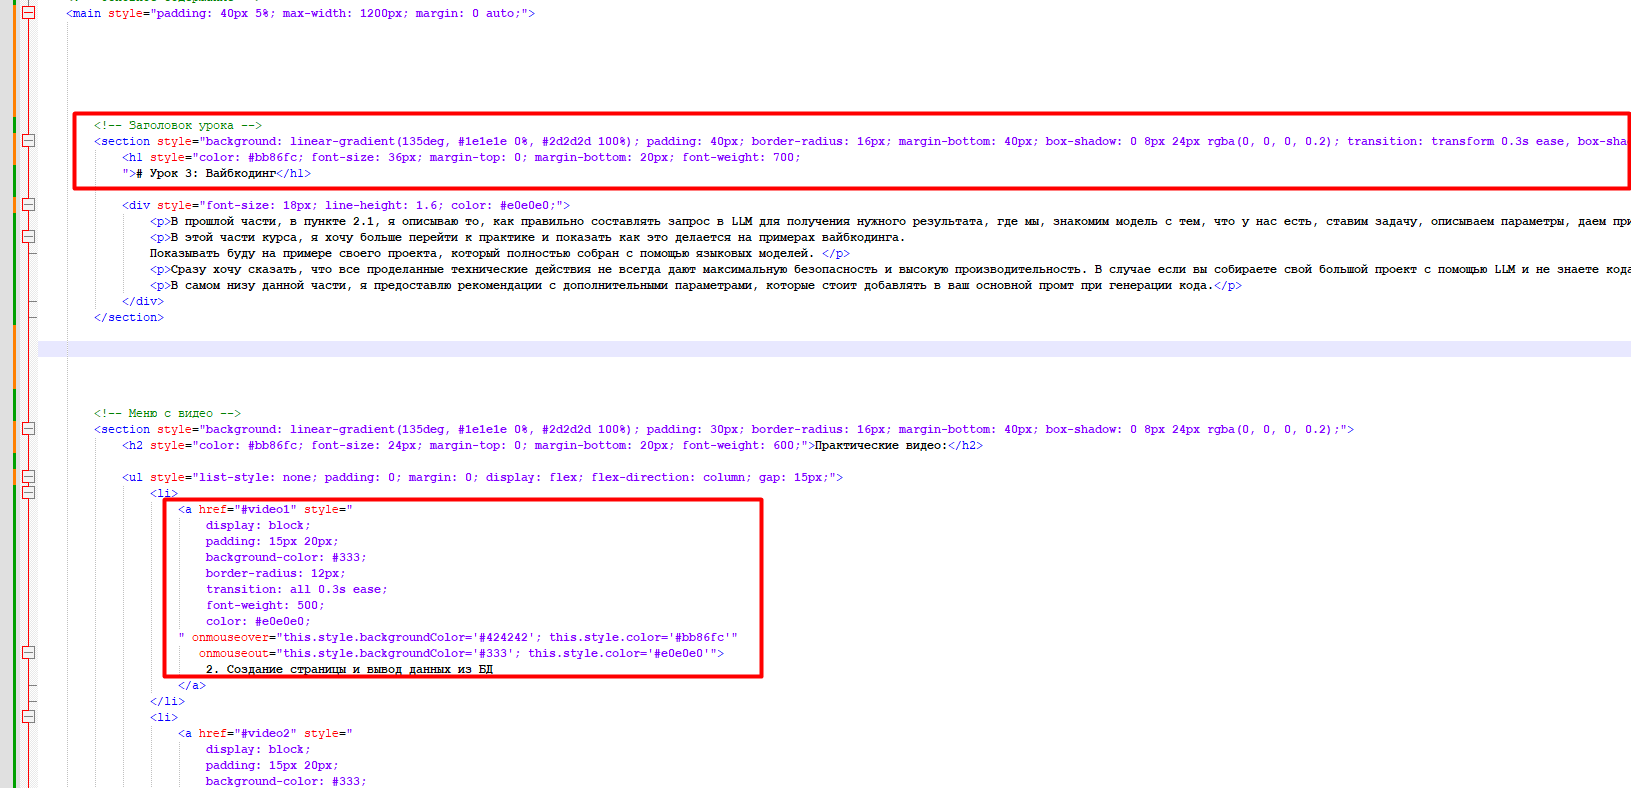 <main style="padding: 40px 5%; max-width: 1200px; margin: 0 auto;">
<!-- Заголовок урока -->
<section style="background: linear-gradient(135deg, #1e1e1e 0%, #2d2d2d 100%); padding: 40px; border-radius: 16px; margin-bottom: 40px; box-shadow: 0 8px 24px rgba(0, 0, 0, 0.2); transition: transform 0.3s ease, box-sha
<h1 style="color: #bb86fc; font-size: 36px; margin-top: 0; margin-bottom: 20px; font-weight: 700;
"># Урок 3: Вайбкодинг</h1>
<div style="font-size: 18px; line-height: 1.6; color: #e0e0e0;">
<p>В прошлой части, в пункте 2.1, я описываю то, как правильно составлять запрос в LLM для получения нужного результата, где мы, знакомим модель с тем, что у нас есть, ставим задачу, описываем параметры, даем при
<p>В этой части курса, я хочу больше перейти к практике и показать как это делается на примерах вайбкодинга.
Показывать буду на примере своего проекта, который полностью собран с помощью языковых моделей. </p>
<p>Сразу хочу сказать, что все проделанные технические действия не всегда дают максимальную безопасность и высокую производительность. В случае если вы собираете свой большой проект с помощью LLM и не знаете кода
<p>В самом низу данной части, я предоставлю рекомендации с дополнительными параметрами, которые стоит добавлять в ваш основной промт при генерации кода.</p>
</div>
</section>
<!-- Меню с видео -->
<section style="background: linear-gradient(135deg, #1e1e1e 0%, #2d2d2d 100%); padding: 30px; border-radius: 16px; margin-bottom: 40px; box-shadow: 0 8px 24px rgba(0, 0, 0, 0.2);">
<h2 style="color: #bb86fc; font-size: 24px; margin-top: 0; margin-bottom: 20px; font-weight: 600;">Практические видео:</h2>
<ul style="list-style: none; padding: 0; margin: 0; display: flex; flex-direction: column; gap: 15px;">
<li>
<a href="#video1" style="
display: block;
padding: 15px 20px;
background-color: #333;
border-radius: 12px;
transition: all 0.3s ease;
font-weight: 500;
color: #e0e0e0;
" onmouseover="this.style.backgroundColor='#424242'; this.style.color='#bb86fc'"
onmouseout="this.style.backgroundColor='#333'; this.style.color='#e0e0e0'">
2. Создание страницы и вывод данных из БД
</a>
</li>
<li>
<a href="#video2" style="
display: block;
padding: 15px 20px;
background-color: #333;